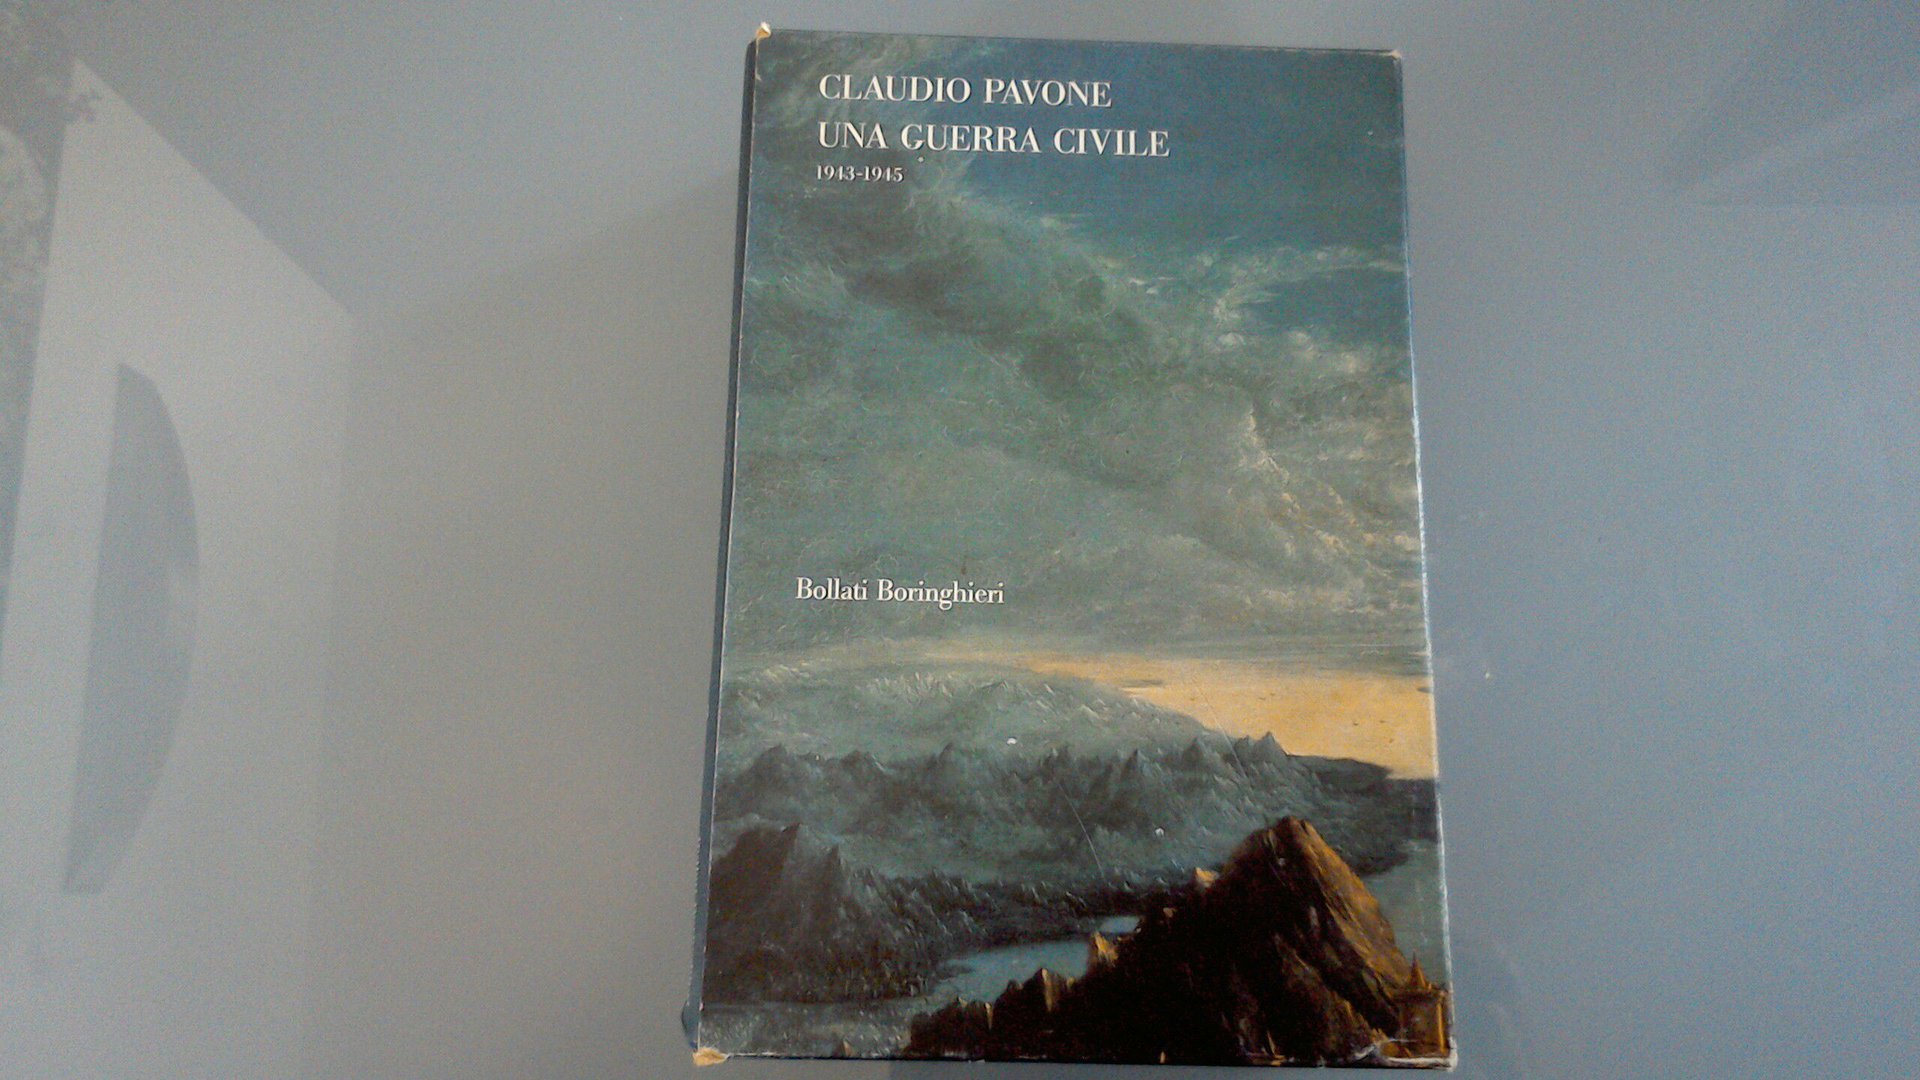 CLAUDIO PAVONE
UNA GUERRA CIVILE
1943-1945
Bollati Boringhieri